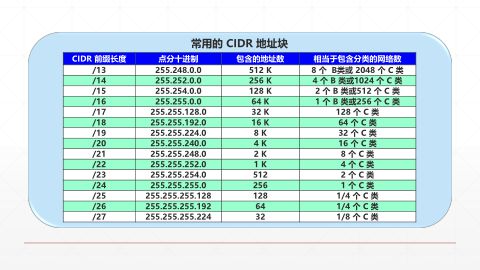 常用的 CIDR 地址块
CIDR 前缀长度 点分十进制 包含的地址数 相当于包含分类的网络数
/13 255.248.0.0 512 K 8 个 B类或 2048 个 C 类
/14 255.252.0.0 256 K 4 个 B 类或1024 个 C 类
/15 255.254.0.0 128 K 2 个 B 类或512 个 C 类
/16 255.255.0.0 64 K 1 个 B 类或256 个 C 类
/17 255.255.128.0 32 K 128 个 C 类
/18 255.255.192.0 16 K 64 个 C 类
/19 255.255.224.0 8 K 32 个 C 类
/20 255.255.240.0 4 K 16 个 C 类
/21 255.255.248.0 2 K 8 个 C 类
/22 255.255.252.0 1 K 4 个 C 类
/23 255.255.254.0 512 2 个 C 类
/24 255.255.255.0 256 1 个 C 类
/25 255.255.255.128 128 1/4 个 C 类
/26 255.255.255.192 64 1/4 个 C 类
/27 255.255.255.224 32 1/8 个 C 类